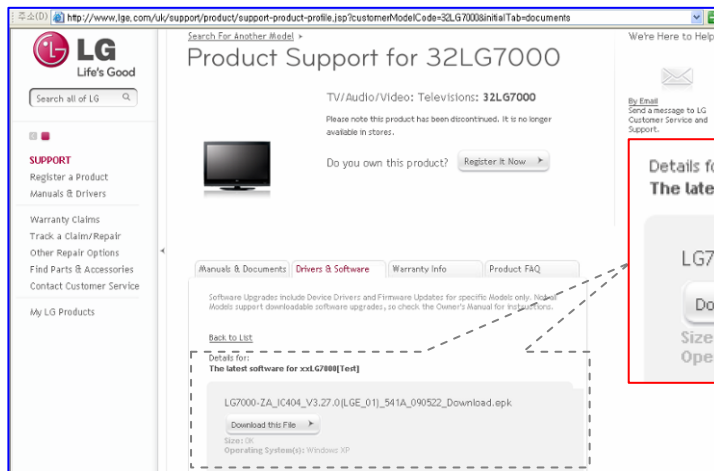 주소(D) http://www.lge.com/uk/support/product/support-product-profile.jsp?customerModelCode=32LG7000&initialTab=documents
LG
Life's Good
Search all of LG
SUPPORT
Register a Product
Manuals & Drivers
Warranty Claims
Track a Claim/Repair
Other Repair Options
Find Parts & Accessories
Contact Customer Service
My LG Products
Search For Another Model >
Product Support for 32LG7000
TV/Audio/Video: Televisions: 32LG7000
Please note this product has been discontinued. It is no longer
available in stores.
Do you own this product? Register It Now
We're Here to Help
By Email
Send a message to LG
Customer Service and
Support.
Manuals & Documents Drivers & Software Warranty Info Product FAQ
Software Upgrades include Device Drivers and Firmware Updates for specific Models only. Not all
Models support downloadable software upgrades, so check the Owner's Manual for instructions.
Back to List
Details for:
The latest software for xxLG7000[Test]
LG7000-ZA_IC404_V3.27.0(LGE_01)_541A_090522_Download.epk
Download this File
Size: 0K
Operating System(s): Windows XP
Details fo
The late
LG7
Do
Size
Ope